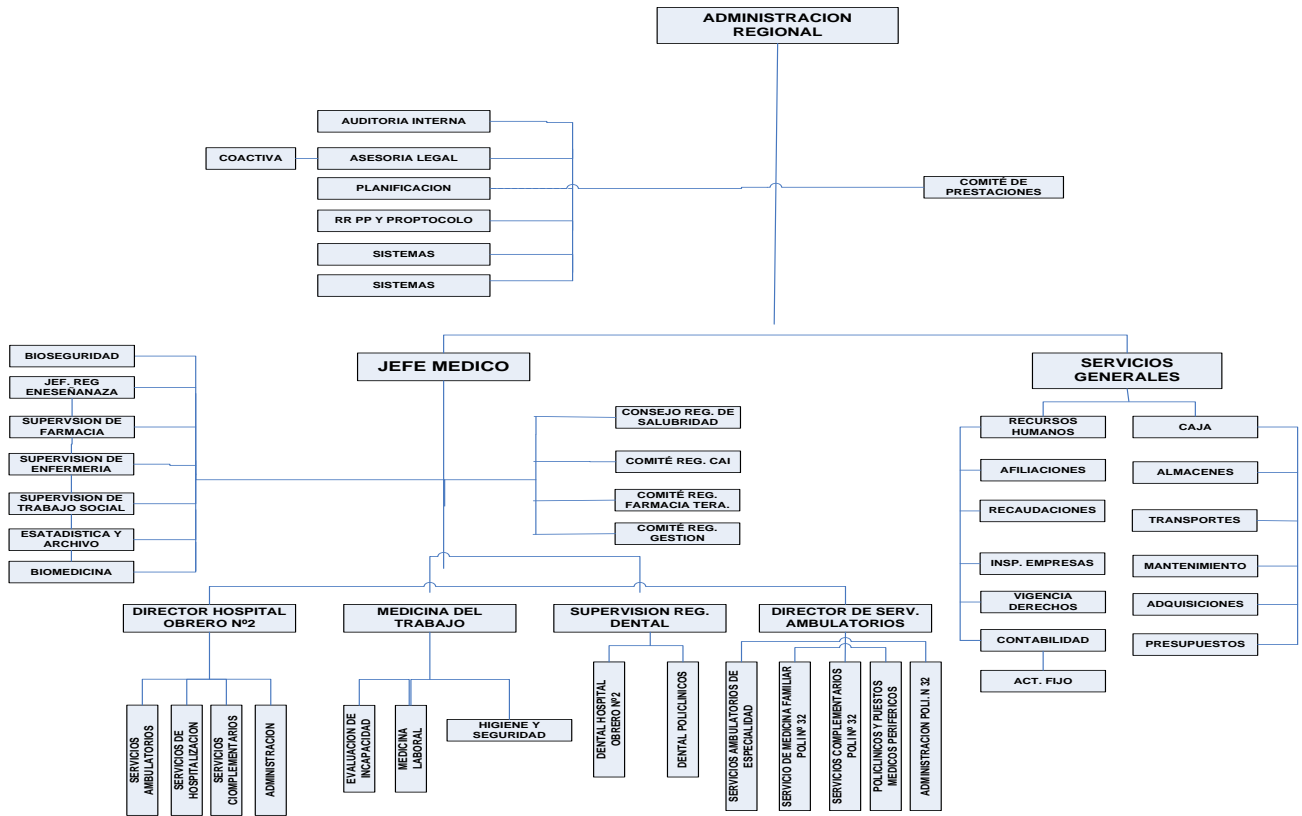 ADMINISTRACION
REGIONAL
AUDITORIA INTERNA
COACTIVA
ASESORIA LEGAL
PLANIFICACION
COMITÉ DE
PRESTACIONES
RR PP Y PROPTOCOLO
SISTEMAS
SISTEMAS
JEFE MEDICO
SERVICIOS
GENERALES
BIOSEGURIDAD
JEF. REG
ENESEÑANAZA
SUPERVSION DE
FARMACIA
SUPERVISION DE
ENFERMERIA
SUPERVISION DE
TRABAJO SOCIAL
ESATADISTICA Y
ARCHIVO
BIOMEDICINA
CONSEJO REG. DE
SALUBRIDAD
COMITÉ REG. CAI
COMITÉ REG.
FARMACIA TERA.
COMITÉ REG.
GESTION
RECURSOS
HUMANOS
AFILIACIONES
RECAUDACIONES
INSP. EMPRESAS
VIGENCIA
DERECHOS
CONTABILIDAD
ACT. FIJO
CAJA
ALMACENES
TRANSPORTES
MANTENIMIENTO
ADQUISICIONES
PRESUPUESTOS
DIRECTOR HOSPITAL
OBRERO Nº2
MEDICINA DEL
TRABAJO
SUPERVISION REG.
DENTAL
DIRECTOR DE SERV.
AMBULATORIOS
SERVICIOS
AMBULATORIOS
SERVICIOS DE
HOSPITALIZACION
SERVICIOS
CIOMPLEMENTARIOS
ADMINISTRACION
EVALUACION DE
INCAPACIDAD
MEDICINA
LABORAL
HIGIENE Y
SEGURIDAD
DENTAL HOSPITAL
OBRERO Nº2
DENTAL POLICLINICOS
SERVICIOS AMBULATORIOS DE
ESPECIALIDAD
SERVICIO DE MEDICINA FAMILIAR
POLI Nº 32
SERVICIOS COMPLEMENTARIOS
POLI Nº 32
POLICLINICOS Y PUESTOS
MEDICOS PERIFERICOS
ADMINISTRACION POLI. N 32